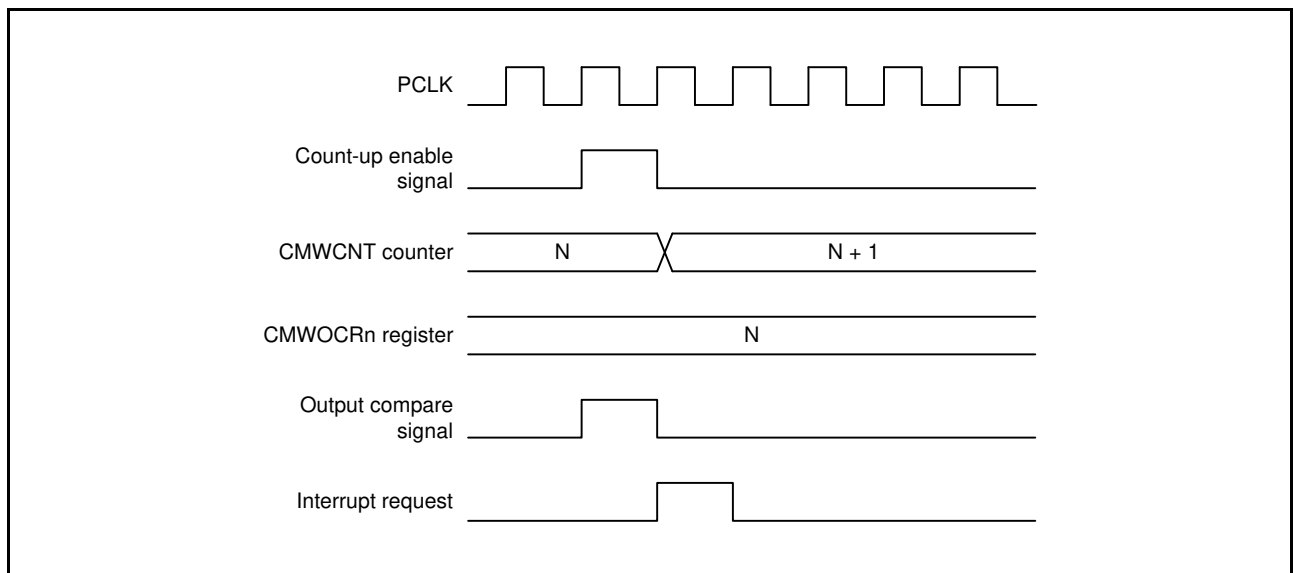 PCLK
Count-up enable
signal
CMWCNT counter
N
N + 1
CMWOCRn register
N
Output compare
signal
Interrupt request